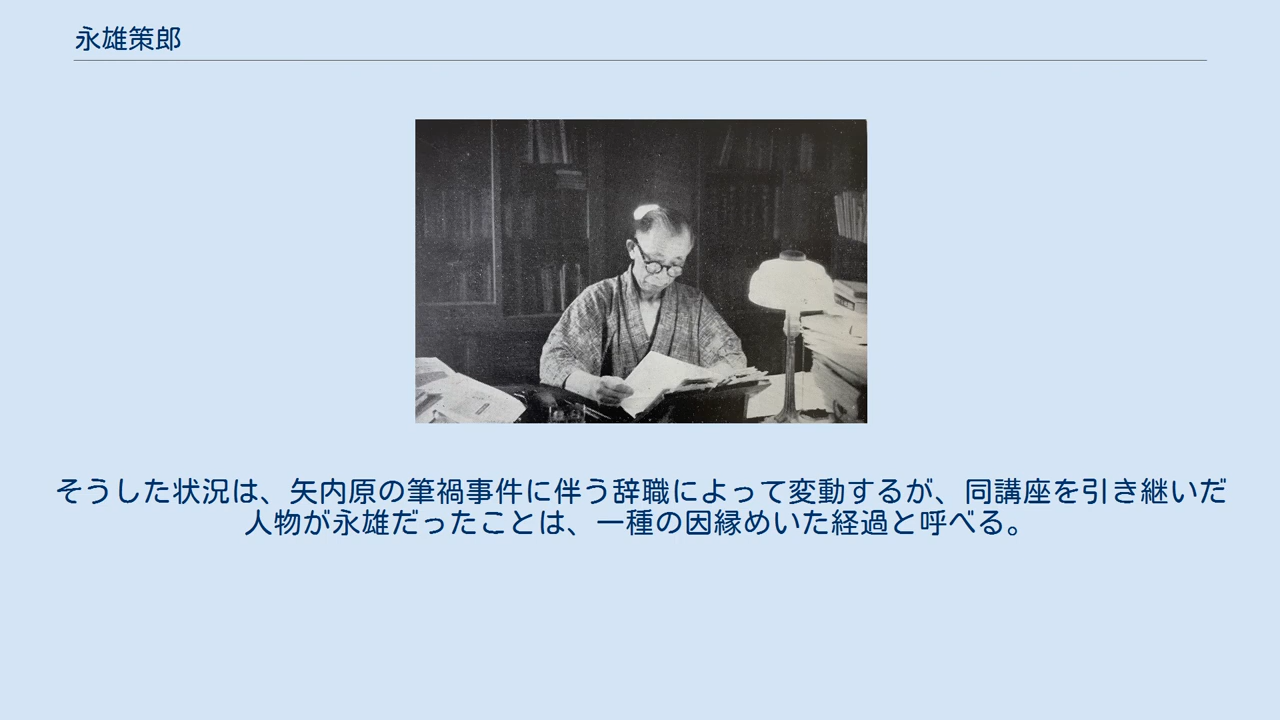 永雄策郎
そうした状況は、矢内原の筆禍事件に伴う辞職によって変動するが、同講座を引き継いだ
人物が永雄だったことは、一種の因縁めいた経過と呼べる。